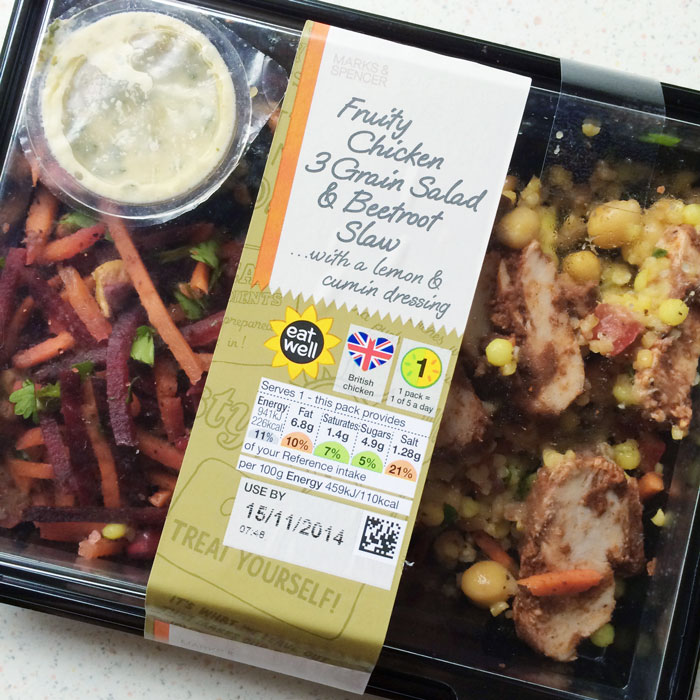 MARKS &
SPENCER
Fruity
Chicken
3 Grain Salad
& Beetroot
Slaw
...with a lemon &
cumin dressing
eat
well
British
chicken
1
1 pack =
1 of 5 a day
Serves 1 - this pack provides
Energy Fat Saturates Sugars Salt
941kJ 6.8g 1.4g 4.9g 1.28g
226kcal
11% 10% 7% 5% 21%
of your Reference intake
per 100g Energy 459kJ/110kcal
USE BY
15/11/2014
07:48
TREAT YOURSELF!
IT'S WHAT